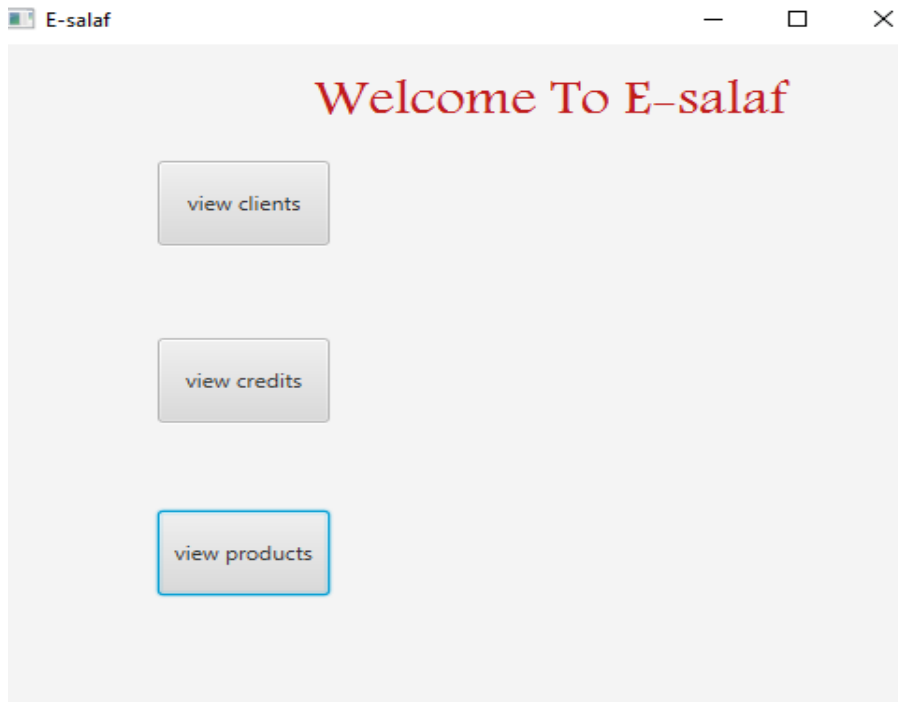 E-salaf
Welcome To E-salaf
view clients
view credits
view products